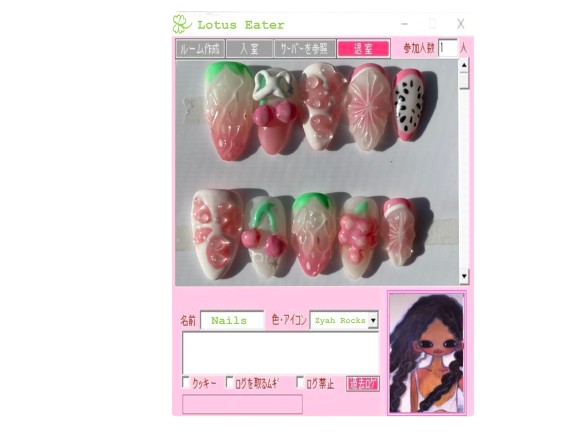 Lotus Eater
ルーム作成 入室 サーバーを参照 退室 参加人数 1 人
名前 Nails 色・アイコン Zyah Rocks
クッキー ログを取るムギ ログ禁止 過去ログ